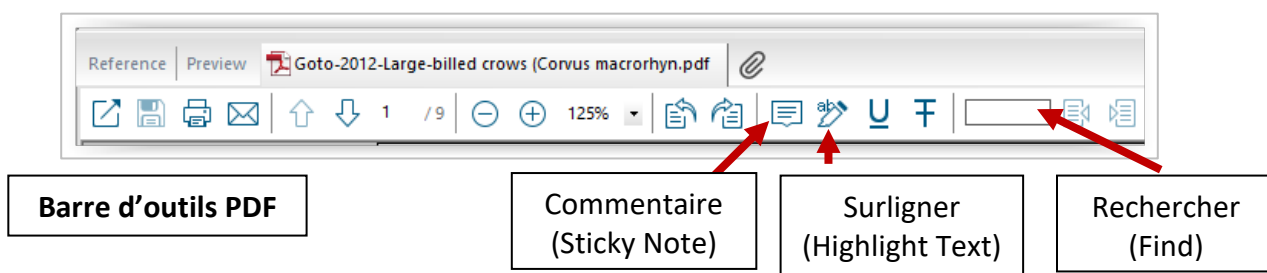 Reference Preview Goto-2012-Large-billed crows (Corvus macrorhyn.pdf
1 / 9 125% ab U T
Barre d’outils PDF
Commentaire
(Sticky Note)
Surligner
(Highlight Text)
Rechercher
(Find)